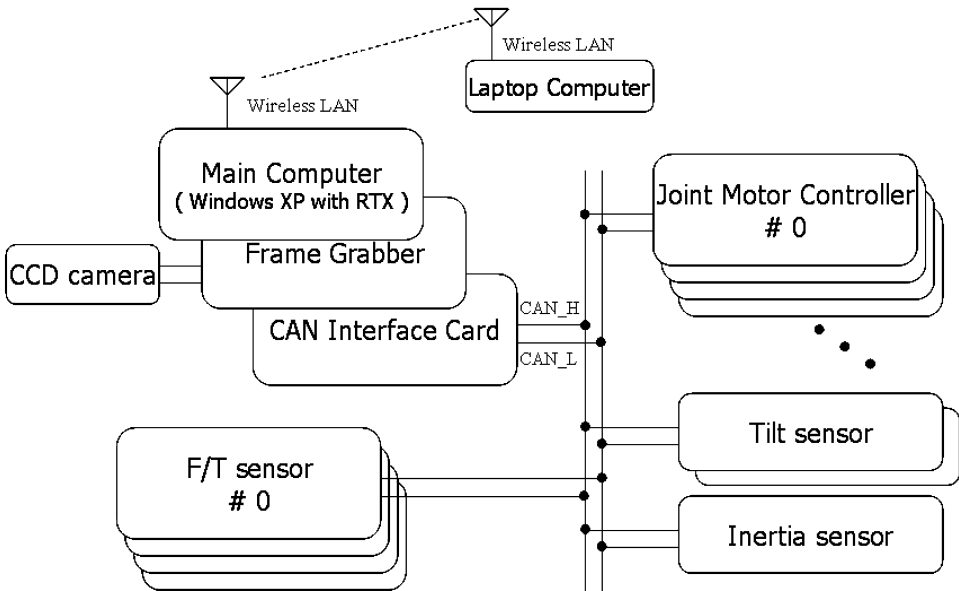 Wireless LAN
Laptop Computer
Wireless LAN
Main Computer
( Windows XP with RTX )
Joint Motor Controller
# 0
Frame Grabber
CCD camera
CAN_H
CAN Interface Card
CAN_L
Tilt sensor
F/T sensor
# 0
Inertia sensor